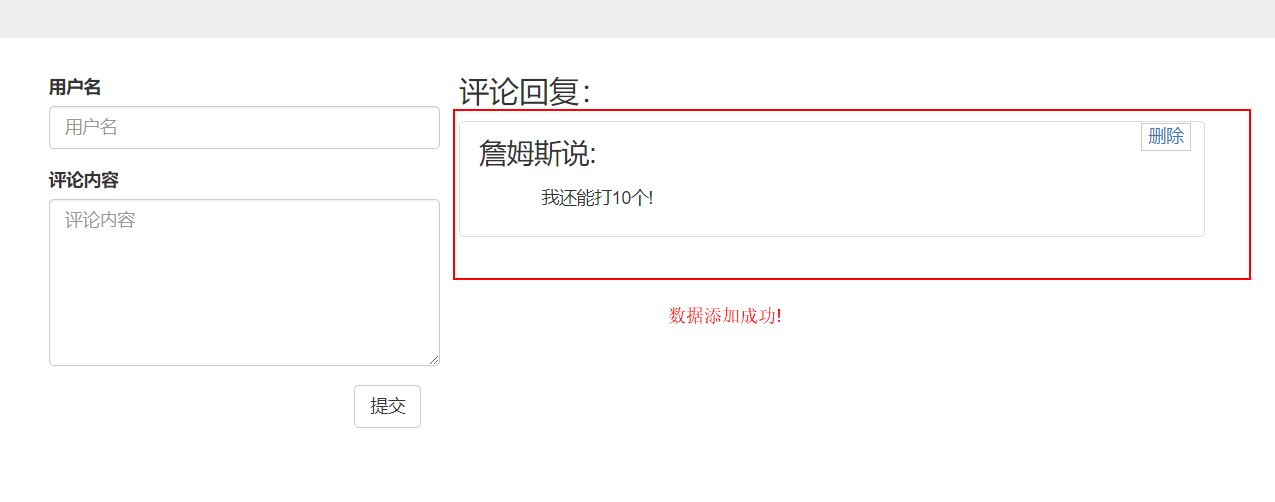 用户名
用户名
评论内容
评论内容
提交
评论回复：
删除
詹姆斯说:
我还能打10个!
数据添加成功!